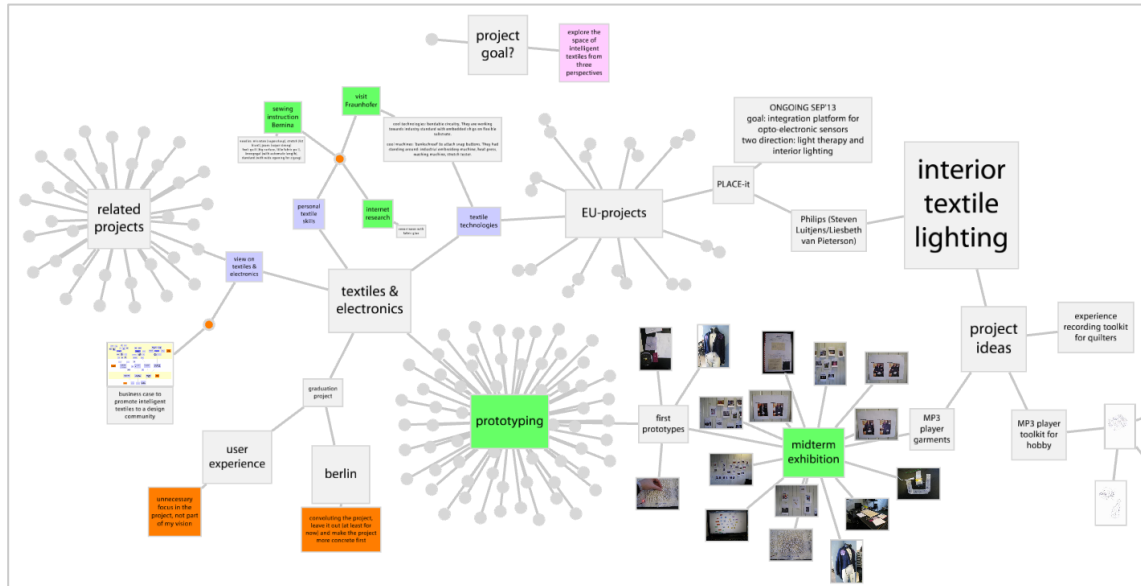 project
goal?
explore the
space of
intelligent
textiles from
three
perspectives
visit
Fraunhofer
sewing
instruction
Bernina
ONGOING SEP'13
goal: integration platform for
opto-electronic sensors
two direction: light therapy and
interior lighting
interior
textile
lighting
PLACE-it
related
projects
personal
textile
skills
internet
research
textile
technologies
EU-projects
Philips (Steven
Luitjens/Liesbeth
van Pieterson)
view on
textiles &
electronics
textiles &
electronics
project
ideas
experience
recording toolkit
for quilters
business case to
promote intelligent
textiles to a design
community
graduation
project
prototyping
first
prototypes
midterm
exhibition
MP3
player
garments
MP3 player
toolkit for
hobby
user
experience
berlin
unnecessary
focus in the
project, not part
of my vision
convoluting the project,
leave it out (at least for
now) and make the project
more concrete first